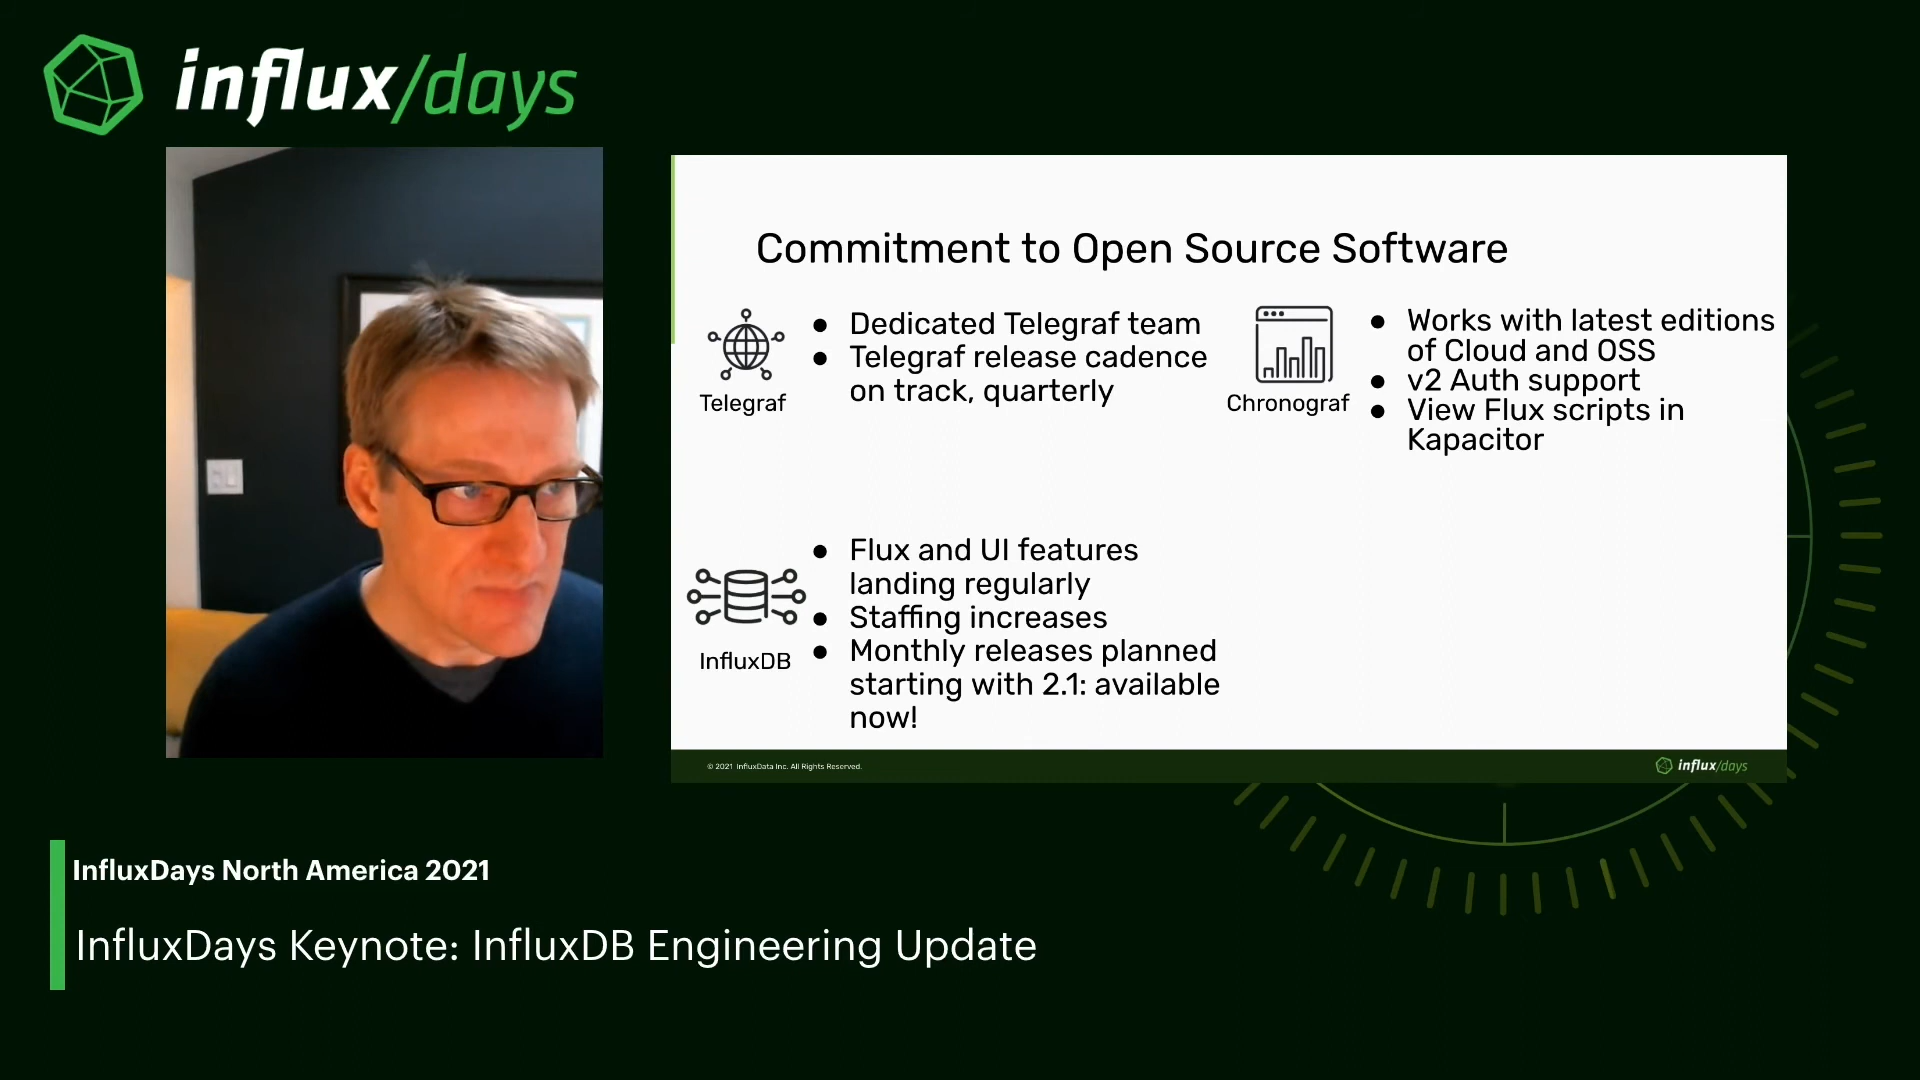 influx/days
Commitment to Open Source Software
Telegraf
● Dedicated Telegraf team
● Telegraf release cadence
on track, quarterly
Chronograf
● Works with latest editions
of Cloud and OSS
● v2 Auth support
● View Flux scripts in
Kapacitor
InfluxDB
● Flux and UI features
landing regularly
● Staffing increases
● Monthly releases planned
starting with 2.1: available
now!
© 2021 InfluxData Inc. All Rights Reserved.
influx/days
InfluxDays North America 2021
InfluxDays Keynote: InfluxDB Engineering Update